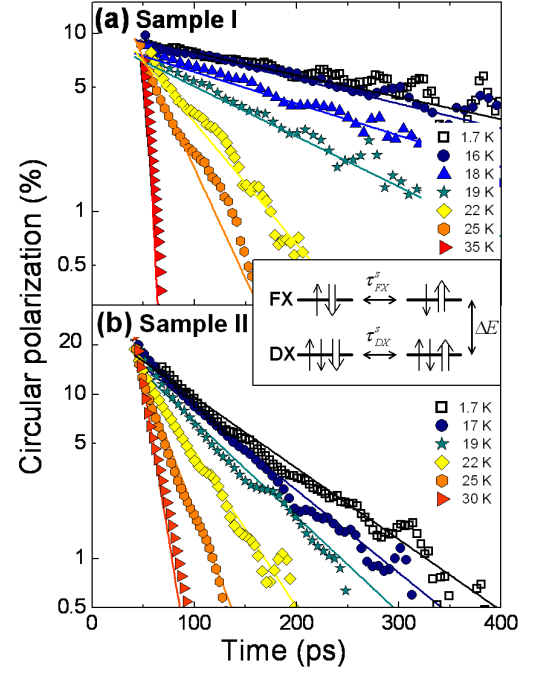 (a) Sample I
5
1
0.5
1.7 K
16 K
18 K
19 K
22 K
25 K
35 K
Circular polarization (%)
FX
τ^s_FX
DX
τ^s_DX
ΔE
(b) Sample II
20
10
5
1
0.5
1.7 K
17 K
19 K
22 K
25 K
30 K
0
100
200
300
400
Time (ps)